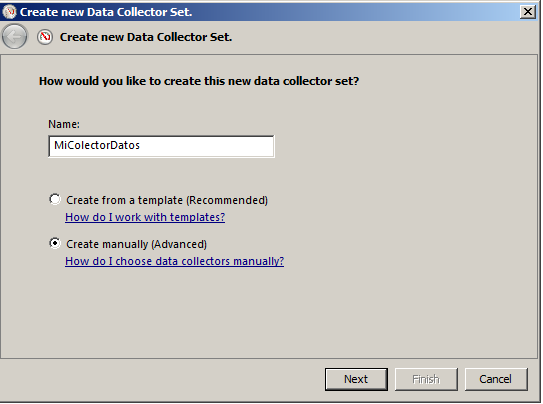 Create new Data Collector Set.
Create new Data Collector Set.
How would you like to create this new data collector set?
Name:
MiColectorDatos
Create from a template (Recommended)
How do I work with templates?
Create manually (Advanced)
How do I choose data collectors manually?
Next Finish Cancel